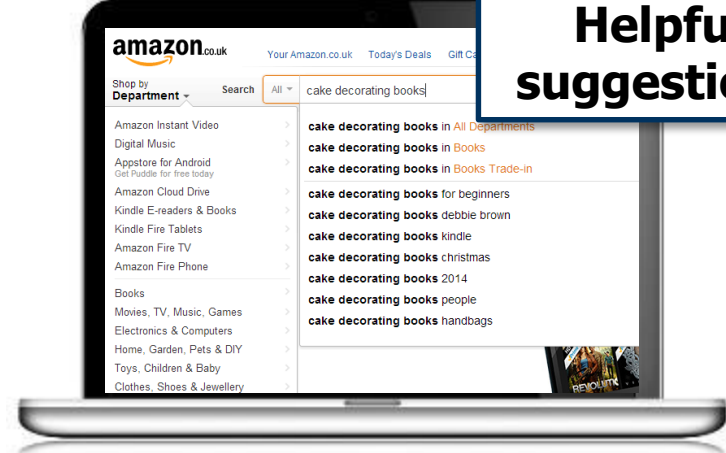 Helpfu
suggestio
amazon.co.uk
Your Amazon.co.uk Today's Deals Gift Ca
Shop by
Department
Search
All
cake decorating books
Amazon Instant Video
Digital Music
Appstore for Android
Get Puddle for free today
Amazon Cloud Drive
Kindle E-readers & Books
Kindle Fire Tablets
Amazon Fire TV
Amazon Fire Phone
Books
Movies, TV, Music, Games
Electronics & Computers
Home, Garden, Pets & DIY
Toys, Children & Baby
Clothes, Shoes & Jewellery
cake decorating books in All Departments
cake decorating books in Books
cake decorating books in Books Trade-in
cake decorating books for beginners
cake decorating books debbie brown
cake decorating books kindle
cake decorating books christmas
cake decorating books 2014
cake decorating books people
cake decorating books handbags